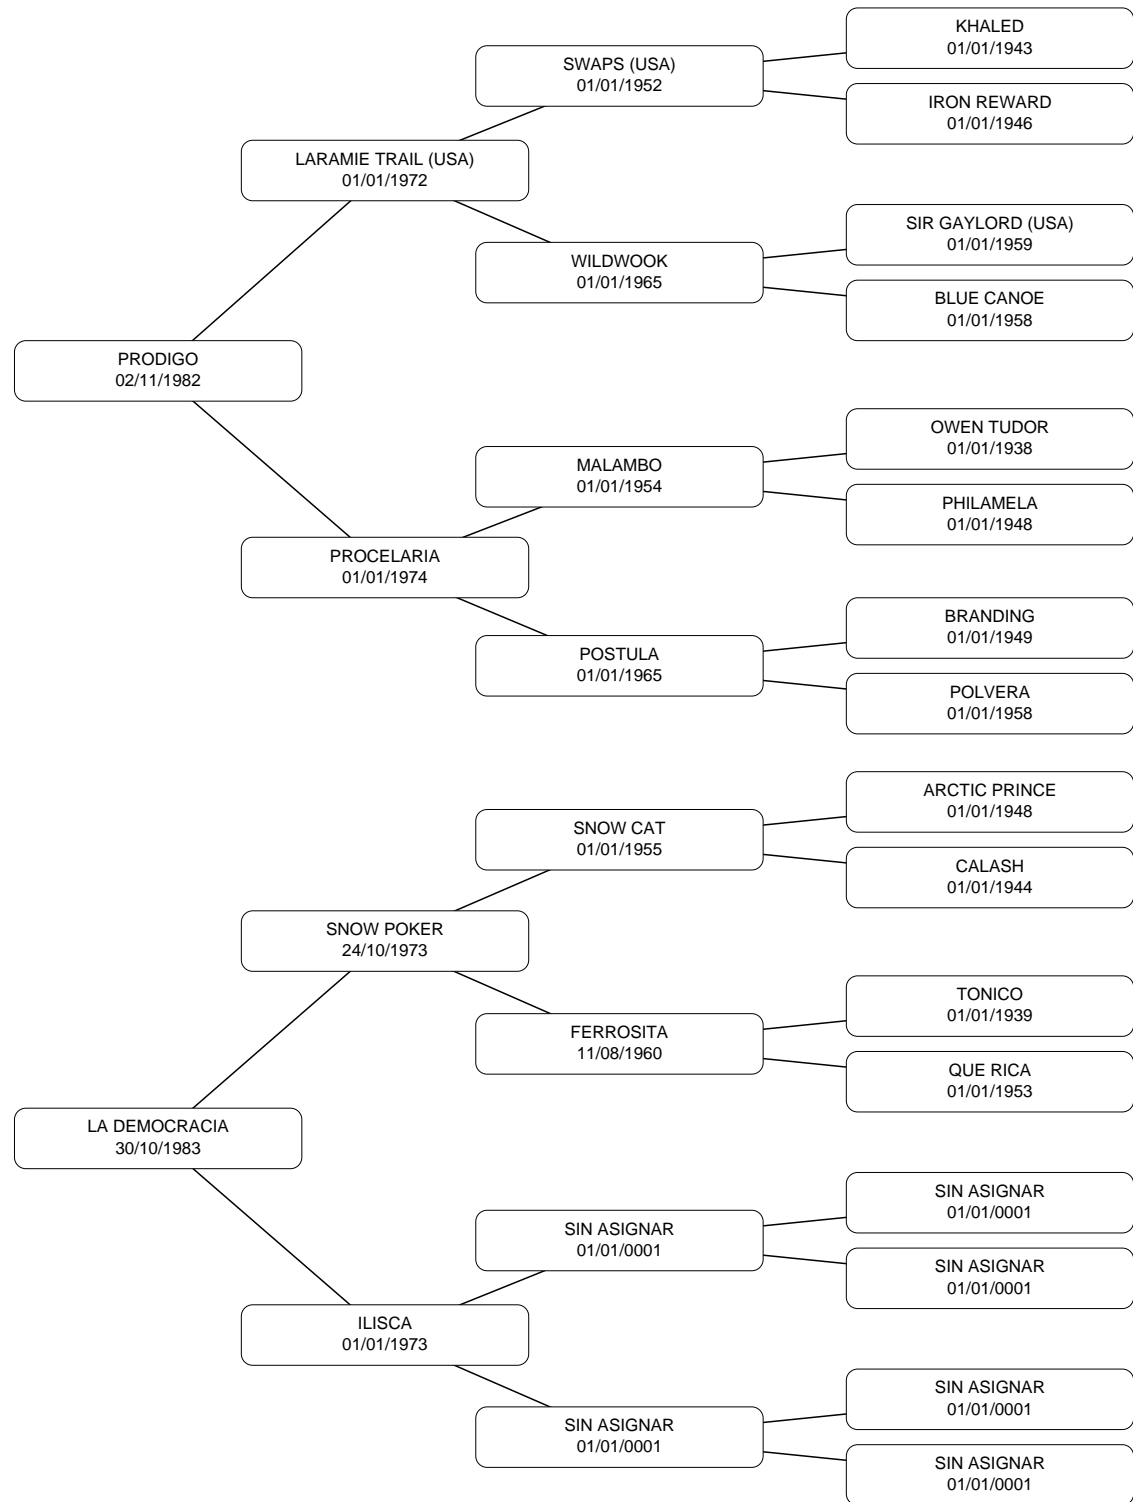 KHALED
01/01/1943
SWAPS (USA)
01/01/1952
IRON REWARD
01/01/1946
LARAMIE TRAIL (USA)
01/01/1972
SIR GAYLORD (USA)
01/01/1959
WILDWOOK
01/01/1965
BLUE CANOE
01/01/1958
PRODIGO
02/11/1982
OWEN TUDOR
01/01/1938
MALAMBO
01/01/1954
PHILAMELA
01/01/1948
PROCELARIA
01/01/1974
BRANDING
01/01/1949
POSTULA
01/01/1965
POLVERA
01/01/1958
ARCTIC PRINCE
01/01/1948
SNOW CAT
01/01/1955
CALASH
01/01/1944
SNOW POKER
24/10/1973
TONICO
01/01/1939
FERROSITA
11/08/1960
QUE RICA
01/01/1953
LA DEMOCRACIA
30/10/1983
SIN ASIGNAR
01/01/0001
SIN ASIGNAR
01/01/0001
SIN ASIGNAR
01/01/0001
ILISCA
01/01/1973
SIN ASIGNAR
01/01/0001
SIN ASIGNAR
01/01/0001
SIN ASIGNAR
01/01/0001